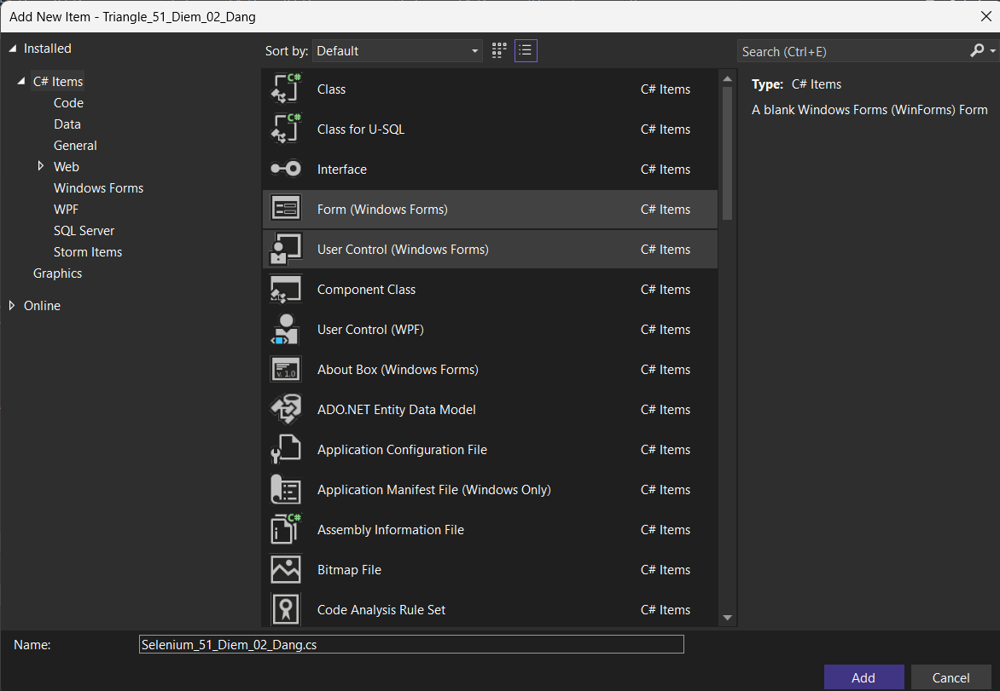 Add New Item - Triangle_51_Diem_02_Dang
Installed
C# Items
Code
Data
General
Web
Windows Forms
WPF
SQL Server
Storm Items
Graphics
Online
Sort by: Default
Class C# Items
Class for U-SQL C# Items
Interface C# Items
Form (Windows Forms) C# Items
User Control (Windows Forms) C# Items
Component Class C# Items
User Control (WPF) C# Items
v. 1.0 About Box (Windows Forms) C# Items
ADO.NET Entity Data Model C# Items
Application Configuration File C# Items
Application Manifest File (Windows Only) C# Items
Assembly Information File C# Items
Bitmap File C# Items
Code Analysis Rule Set C# Items
Search (Ctrl+E)
Type: C# Items
A blank Windows Forms (WinForms) Form
Name: Selenium_51_Diem_02_Dang.cs
Add Cancel